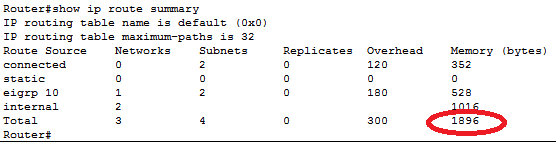 Router#show ip route summary
IP routing table name is default (0x0)
IP routing table maximum-paths is 32
Route Source Networks Subnets Replicates Overhead Memory (bytes)
connected 0 2 0 120 352
static 0 0 0 0 0
eigrp 10 1 2 0 180 528
internal 2 1016
Total 3 4 0 300 1896
Router#